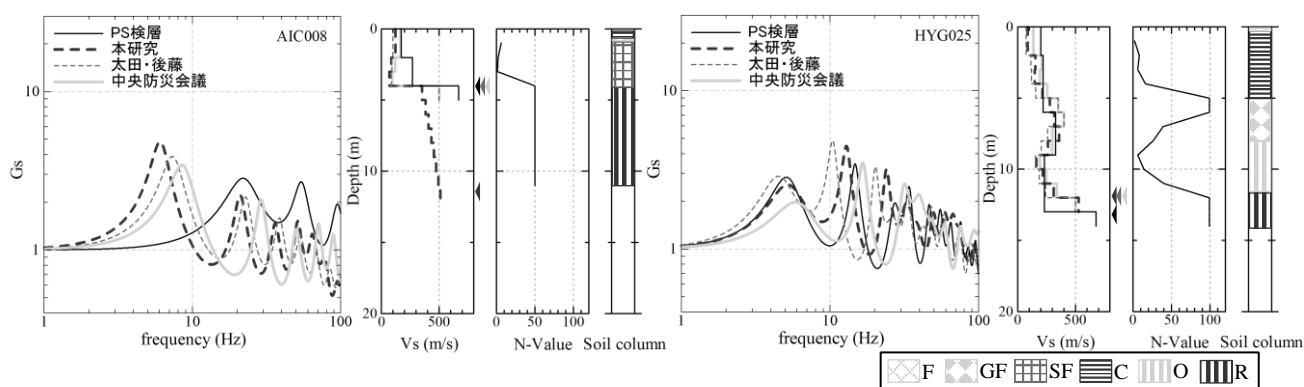 PS検層
本研究
太田・後藤
中央防災会議
AIC008
10
1
Gs
1 10 100
frequency (Hz)
0
10
20
Depth (m)
0 500
Vs (m/s)
0 50 100
N-Value
Soil column
PS検層
本研究
太田・後藤
中央防災会議
HYG025
10
1
Gs
1 10 100
frequency (Hz)
0
10
20
Depth (m)
0 500
Vs (m/s)
0 50 100
N-Value
Soil column
F GF SF C O R